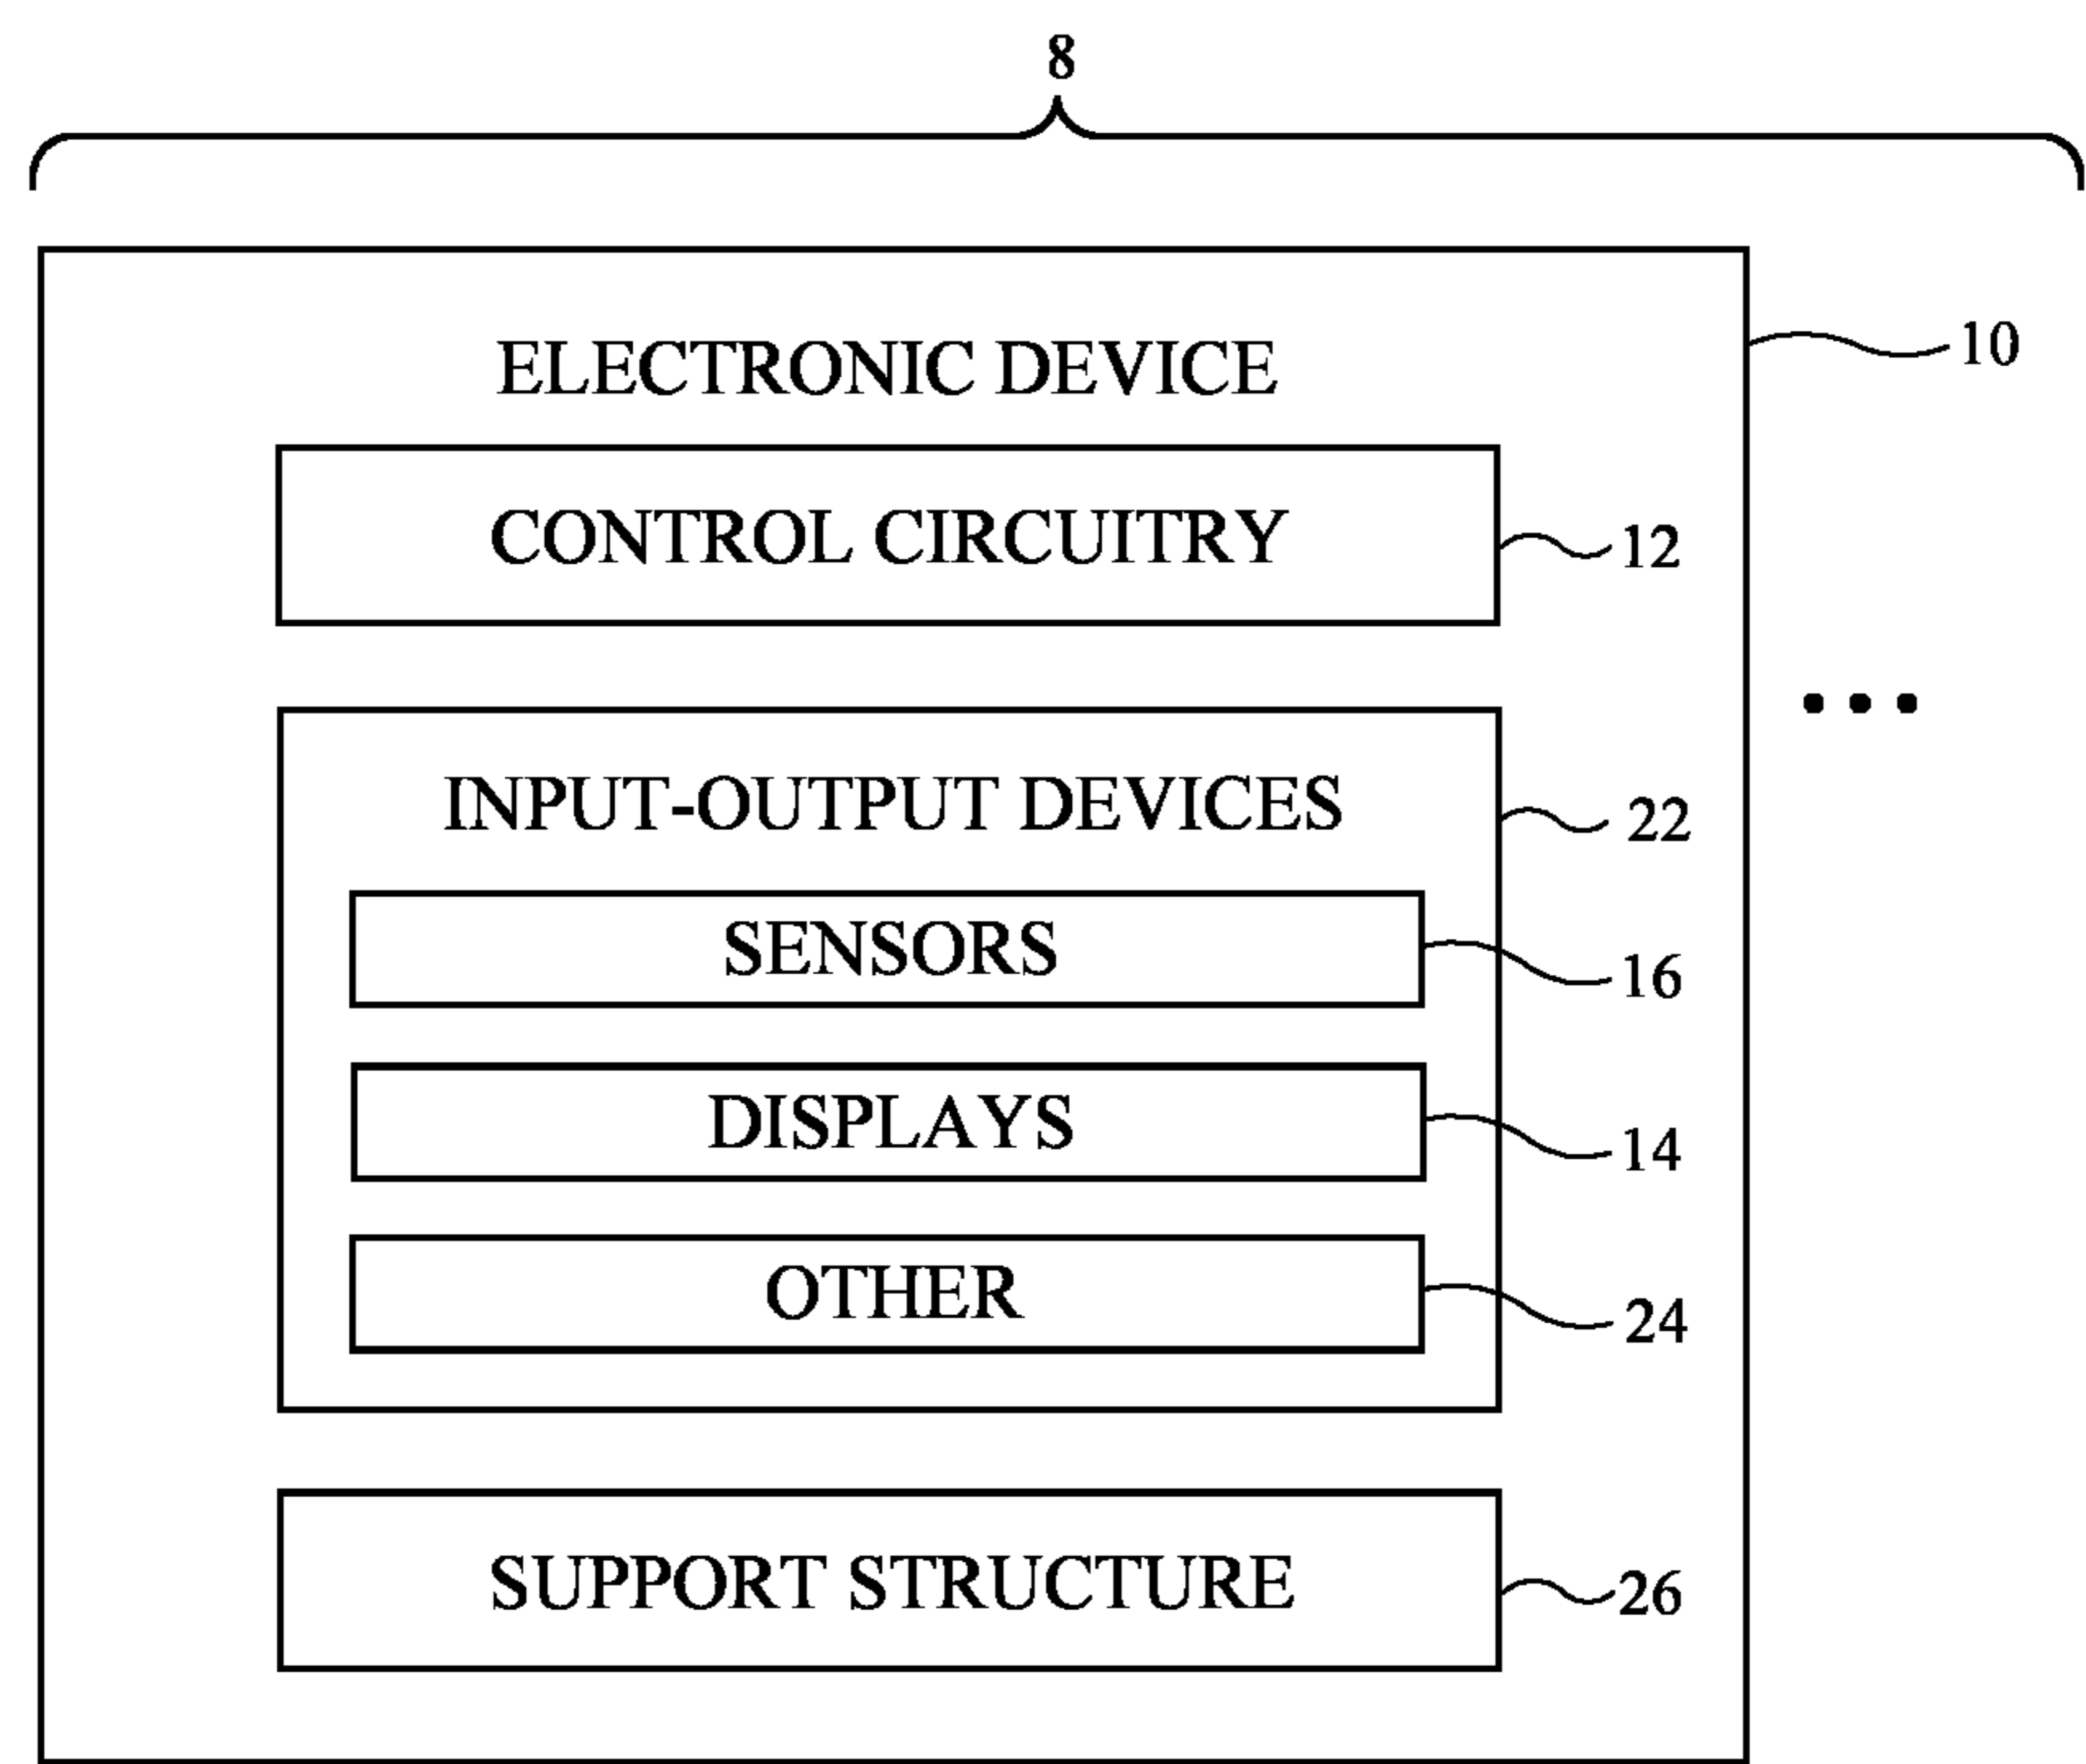 8
ELECTRONIC DEVICE
10
CONTROL CIRCUITRY
12
•••
INPUT-OUTPUT DEVICES
22
SENSORS
16
DISPLAYS
14
OTHER
24
SUPPORT STRUCTURE
26